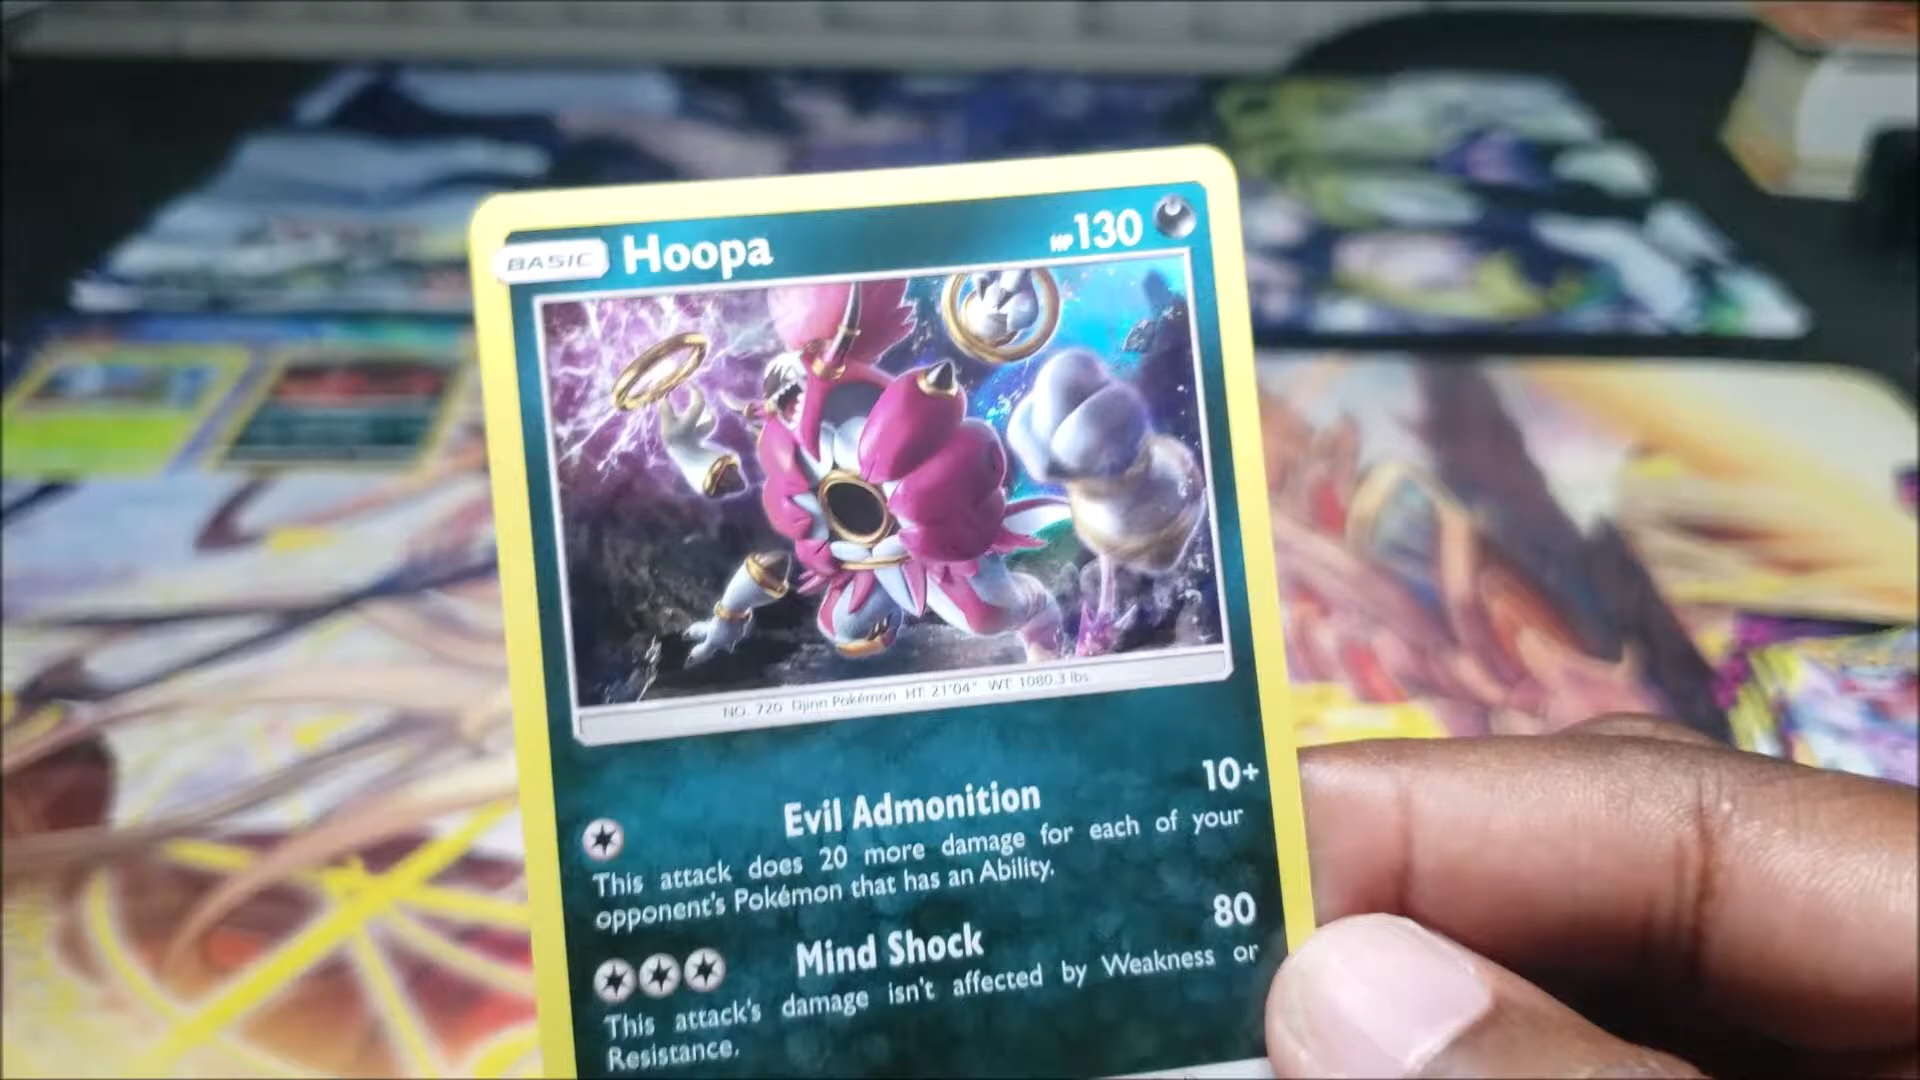 BASIC Hoopa HP 130
NO. 720 Djinn Pokémon HT: 21'04" WT: 1080.3 lbs.
Evil Admonition 10+
This attack does 20 more damage for each of your
opponent's Pokémon that has an Ability.
Mind Shock 80
This attack's damage isn't affected by Weakness or
Resistance.